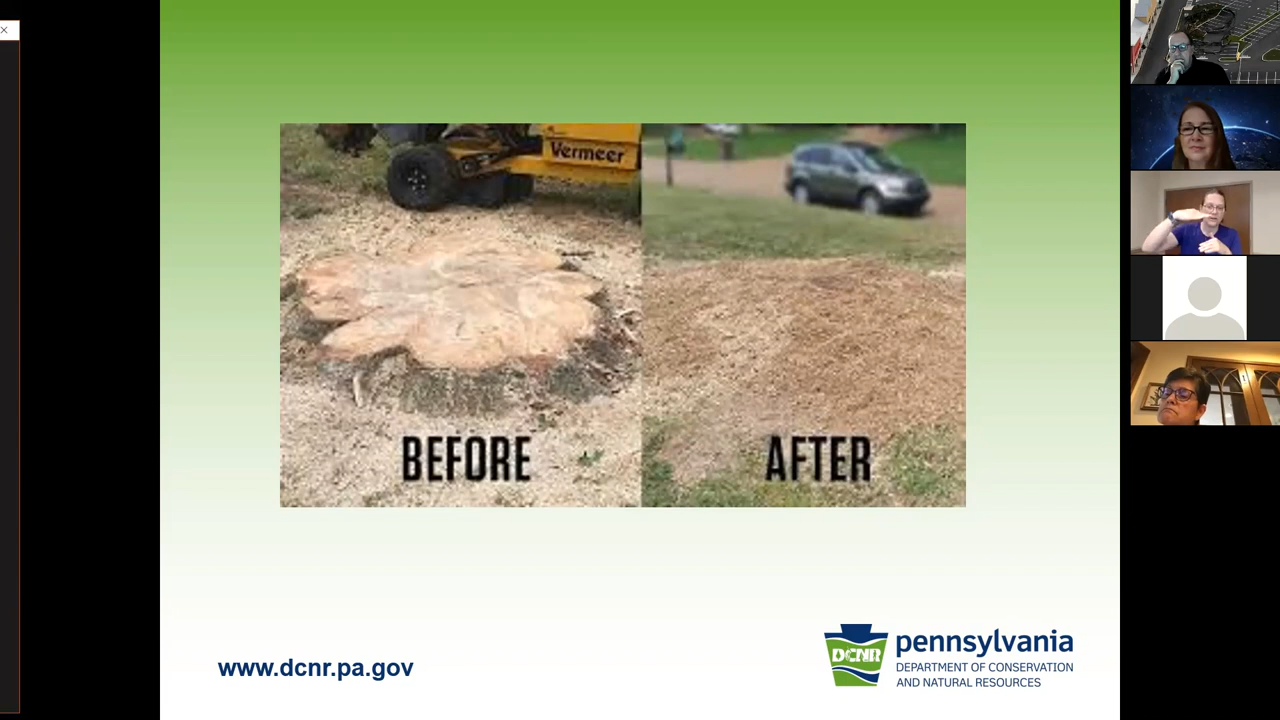 Vermeer
BEFORE
AFTER
www.dcnr.pa.gov
DCNR
pennsylvania
DEPARTMENT OF CONSERVATION
AND NATURAL RESOURCES